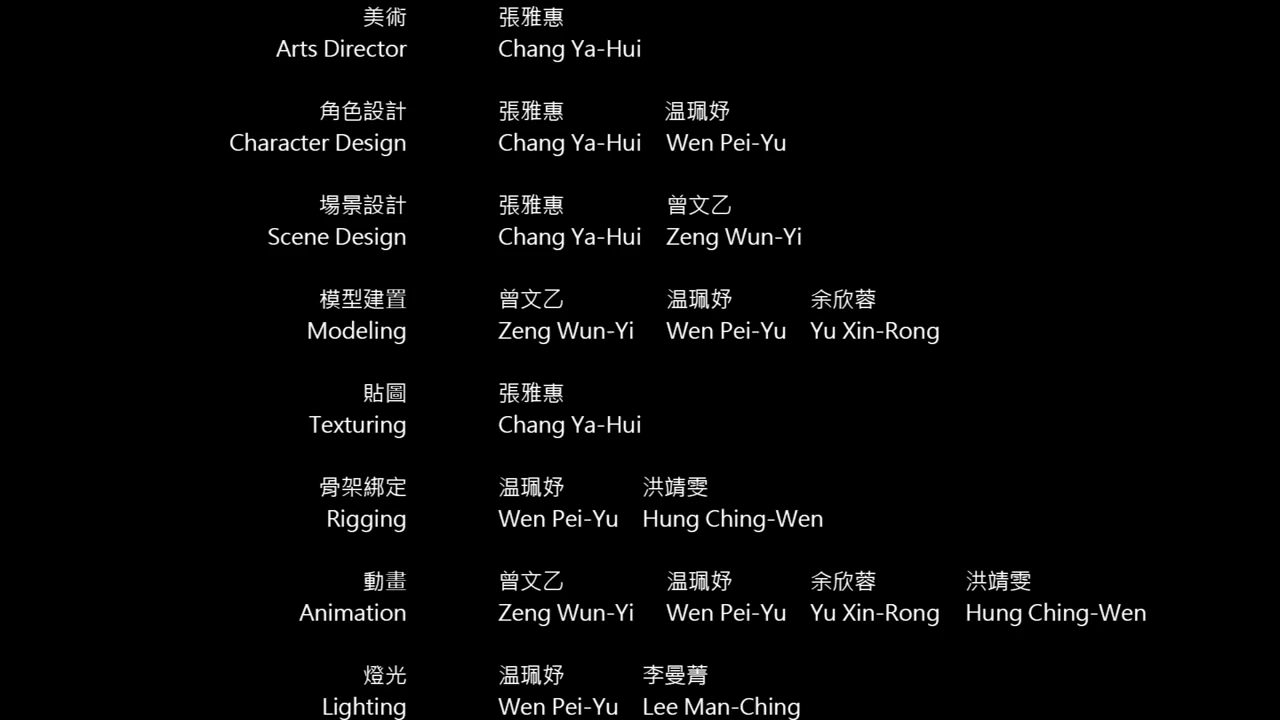 美術 張雅惠
Arts Director Chang Ya-Hui
角色設計 張雅惠 温珮妤
Character Design Chang Ya-Hui Wen Pei-Yu
場景設計 張雅惠 曾文乙
Scene Design Chang Ya-Hui Zeng Wun-Yi
模型建置 曾文乙 温珮妤 余欣蓉
Modeling Zeng Wun-Yi Wen Pei-Yu Yu Xin-Rong
貼圖 張雅惠
Texturing Chang Ya-Hui
骨架綁定 温珮妤 洪靖雯
Rigging Wen Pei-Yu Hung Ching-Wen
動畫 曾文乙 温珮妤 余欣蓉 洪靖雯
Animation Zeng Wun-Yi Wen Pei-Yu Yu Xin-Rong Hung Ching-Wen
燈光 温珮妤 李曼菁
Lighting Wen Pei-Yu Lee Man-Ching